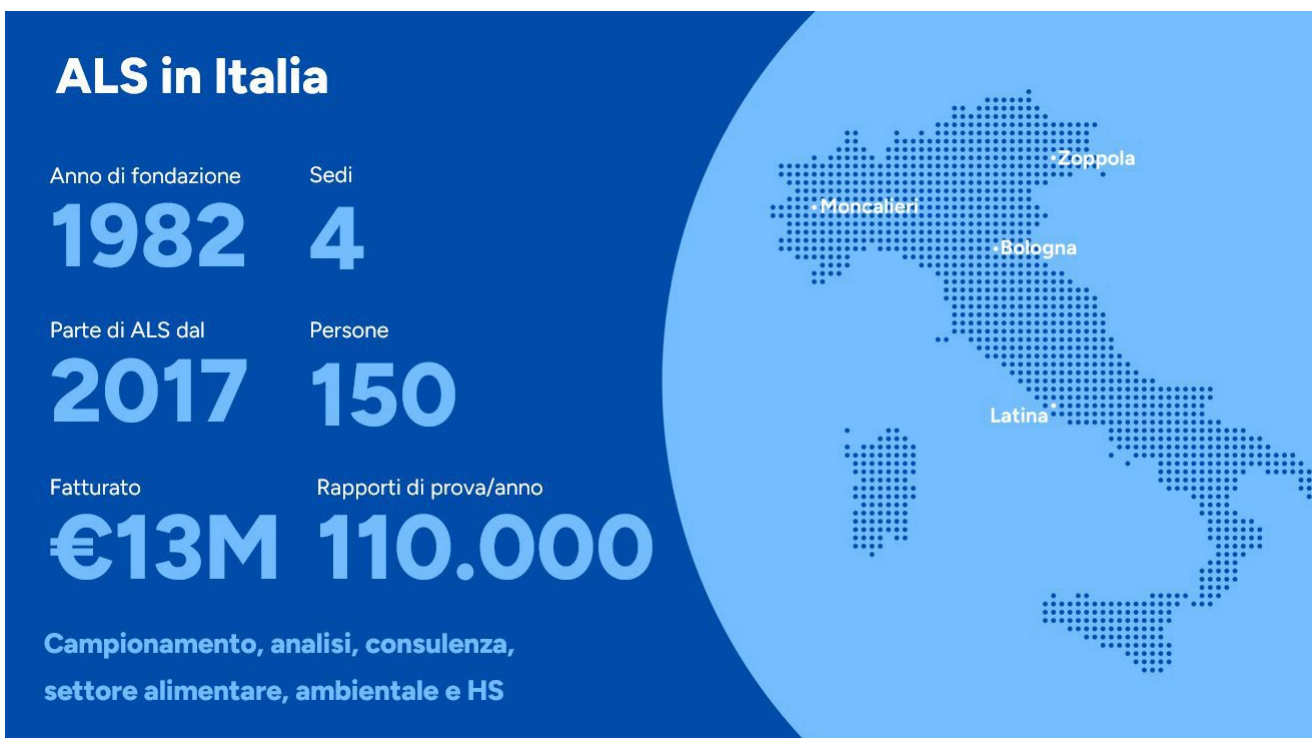 ALS in Italia
Anno di fondazione
1982
Sedi
4
Parte di ALS dal
2017
Persone
150
Fatturato
€13M
Rapporti di prova/anno
110.000
Campionamento, analisi, consulenza,
settore alimentare, ambientale e HS
Zoppola
Moncalieri
Bologna
Latina